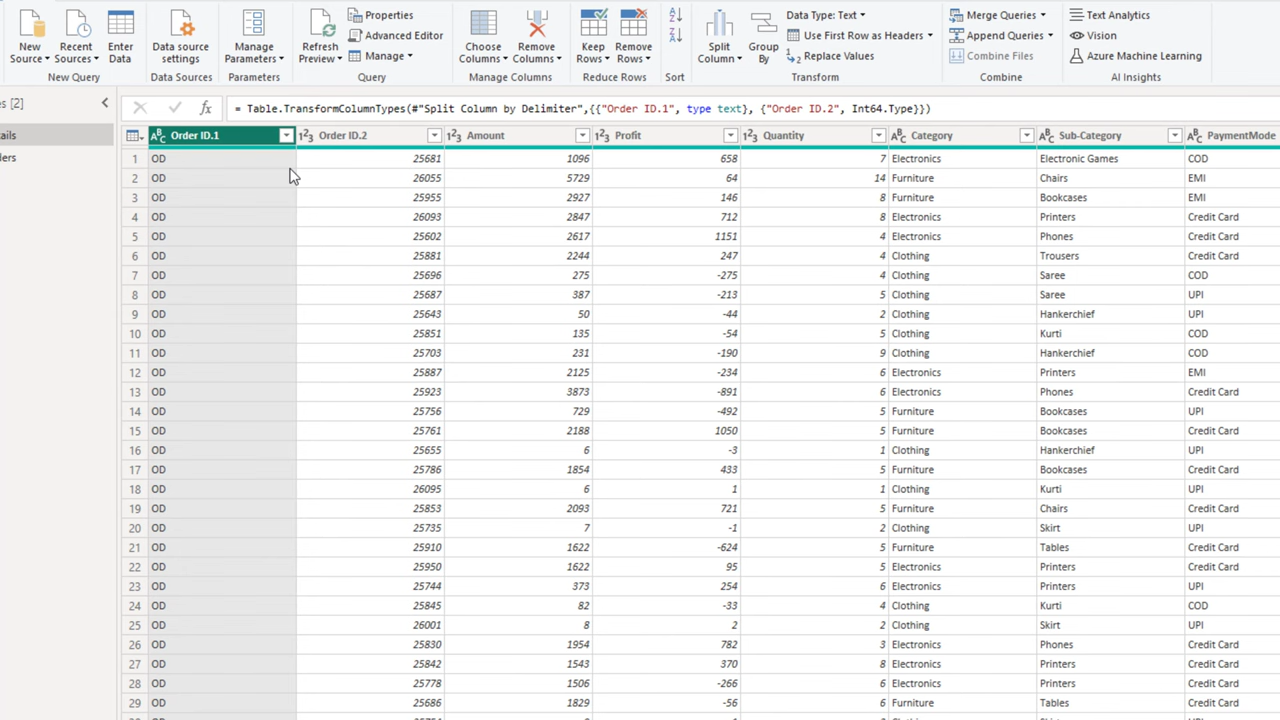 New Source
Recent Sources
Enter Data
New Query
Data source settings
Data Sources
Manage Parameters
Parameters
Refresh Preview
Properties
Advanced Editor
Manage
Query
Choose Columns
Remove Columns
Manage Columns
Keep Rows
Remove Rows
Reduce Rows
Sort
Split Column
Group By
Data Type: Text
Use First Row as Headers
Replace Values
Transform
Merge Queries
Append Queries
Combine Files
Combine
Text Analytics
Vision
Azure Machine Learning
AI Insights
es [2]
ails
ers
fx = Table.TransformColumnTypes(#"Split Column by Delimiter",{{"Order ID.1", type text}, {"Order ID.2", Int64.Type}})
Order ID.1 Order ID.2 Amount Profit Quantity Category Sub-Category PaymentMode
1 OD 25681 1096 658 7 Electronics Electronic Games COD
2 OD 26055 5729 64 14 Furniture Chairs EMI
3 OD 25955 2927 146 8 Furniture Bookcases EMI
4 OD 26093 2847 712 8 Electronics Printers Credit Card
5 OD 25602 2617 1151 4 Electronics Phones Credit Card
6 OD 25881 2244 247 4 Clothing Trousers Credit Card
7 OD 25696 275 -275 4 Clothing Saree COD
8 OD 25687 387 -213 5 Clothing Saree UPI
9 OD 25643 50 -44 2 Clothing Hankerchief UPI
10 OD 25851 135 -54 5 Clothing Kurti COD
11 OD 25703 231 -190 9 Clothing Hankerchief COD
12 OD 25887 2125 -234 6 Electronics Printers EMI
13 OD 25923 3873 -891 6 Electronics Phones Credit Card
14 OD 25756 729 -492 5 Furniture Bookcases UPI
15 OD 25761 2188 1050 5 Furniture Bookcases Credit Card
16 OD 25655 6 -3 1 Clothing Hankerchief UPI
17 OD 25786 1854 433 5 Furniture Bookcases Credit Card
18 OD 26095 6 1 1 Clothing Kurti UPI
19 OD 25853 2093 721 5 Furniture Chairs Credit Card
20 OD 25735 7 -1 2 Clothing Skirt UPI
21 OD 25910 1622 -624 5 Furniture Tables Credit Card
22 OD 25950 1622 95 5 Electronics Printers Credit Card
23 OD 25744 373 254 6 Electronics Printers UPI
24 OD 25845 82 -33 4 Clothing Kurti COD
25 OD 26001 8 2 2 Clothing Skirt UPI
26 OD 25830 1954 782 3 Electronics Phones Credit Card
27 OD 25842 1543 370 8 Electronics Printers Credit Card
28 OD 25778 1506 -266 6 Electronics Printers Credit Card
29 OD 25686 1829 -56 6 Furniture Tables Credit Card